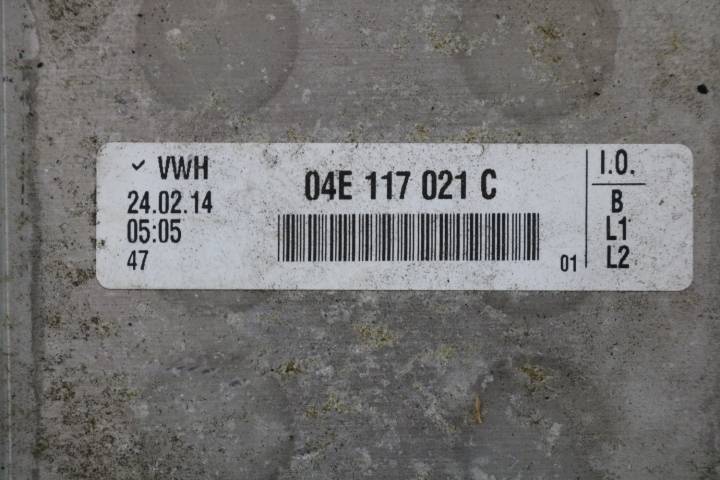 ✓ VWH
24.02.14
05:05
47
04E 117 021 C
01
I.O.
B
L1
L2